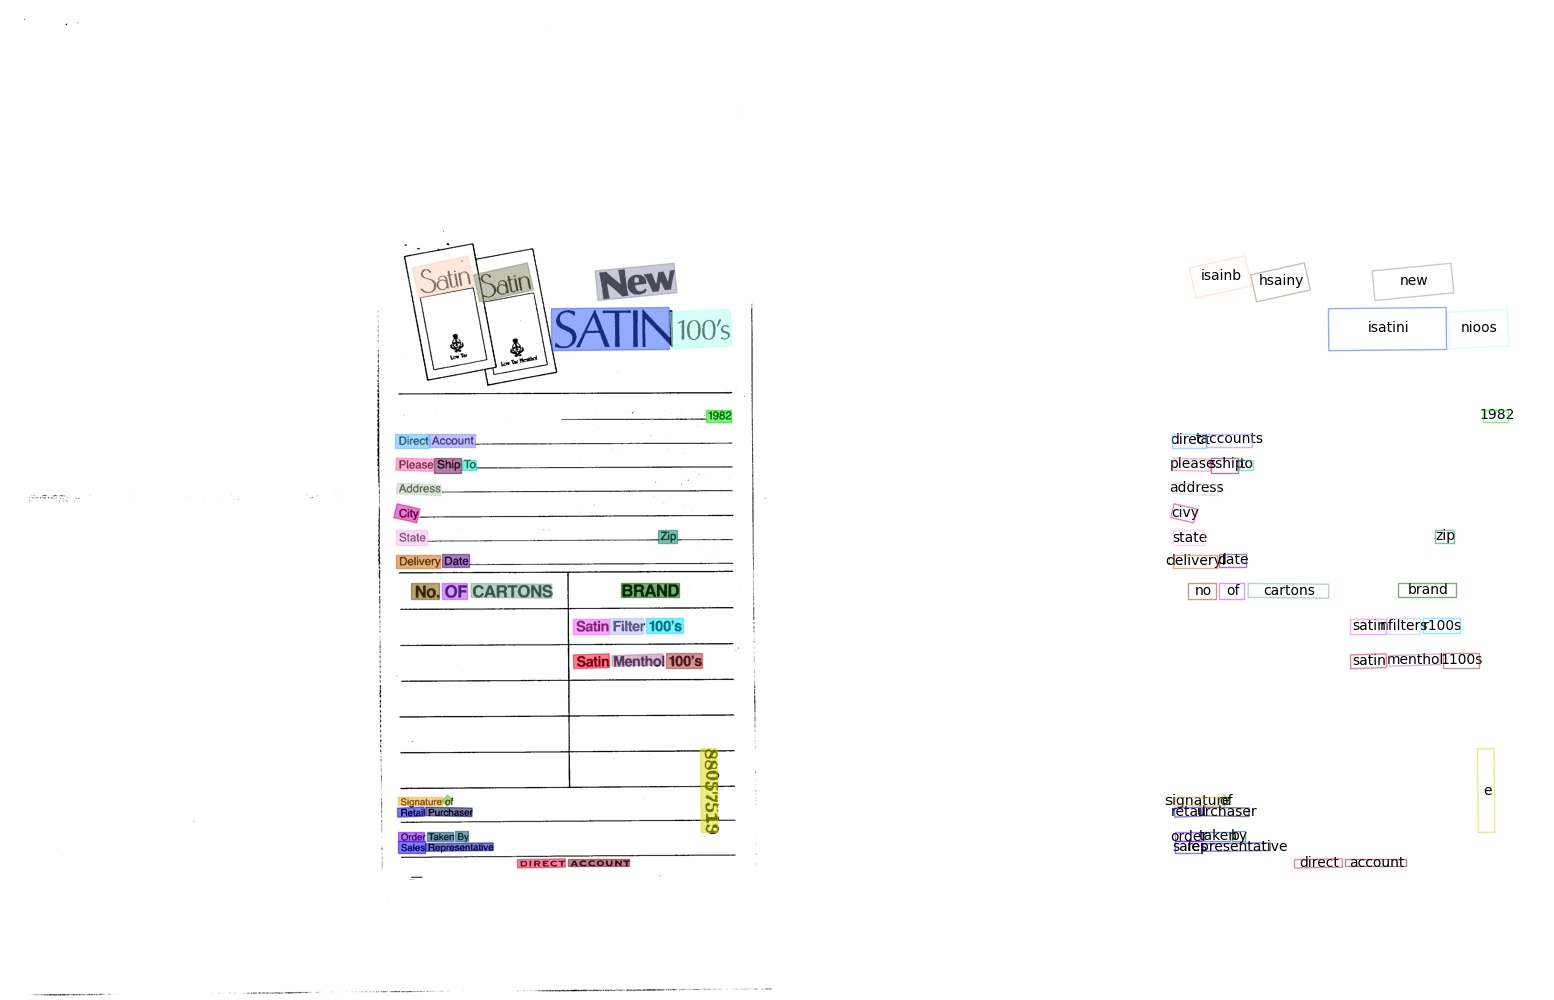 Satin Satin New
SATIN 100's
Low Tar
Low Tar Menthol
1982
Direct Account
Please Ship To
Address
City
State Zip
Delivery Date
No. OF CARTONS BRAND
Satin Filter 100's
Satin Menthol 100's
88057519
Signature of
Retail Purchaser
Order Taken By
Sales Representative
DIRECT ACCOUNT
isainb hsainy new
isatini nioos
1982
direct accounts
please ship to
address
civy
state zip
delivery date
no of cartons brand
satin filters 100s
satin menthol 1100s
e
signature of
retail purchaser
order taken by
sales representative
direct account